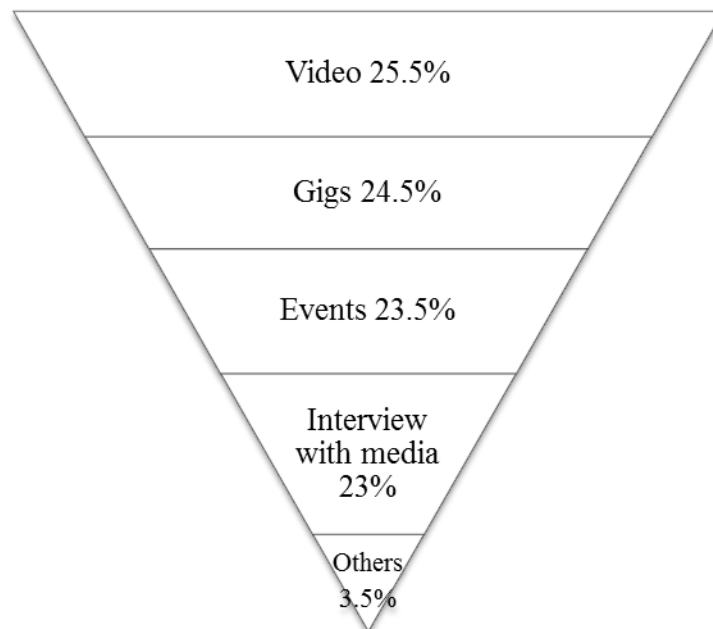 Video 25.5%
Gigs 24.5%
Events 23.5%
Interview
with media
23%
Others
3.5%